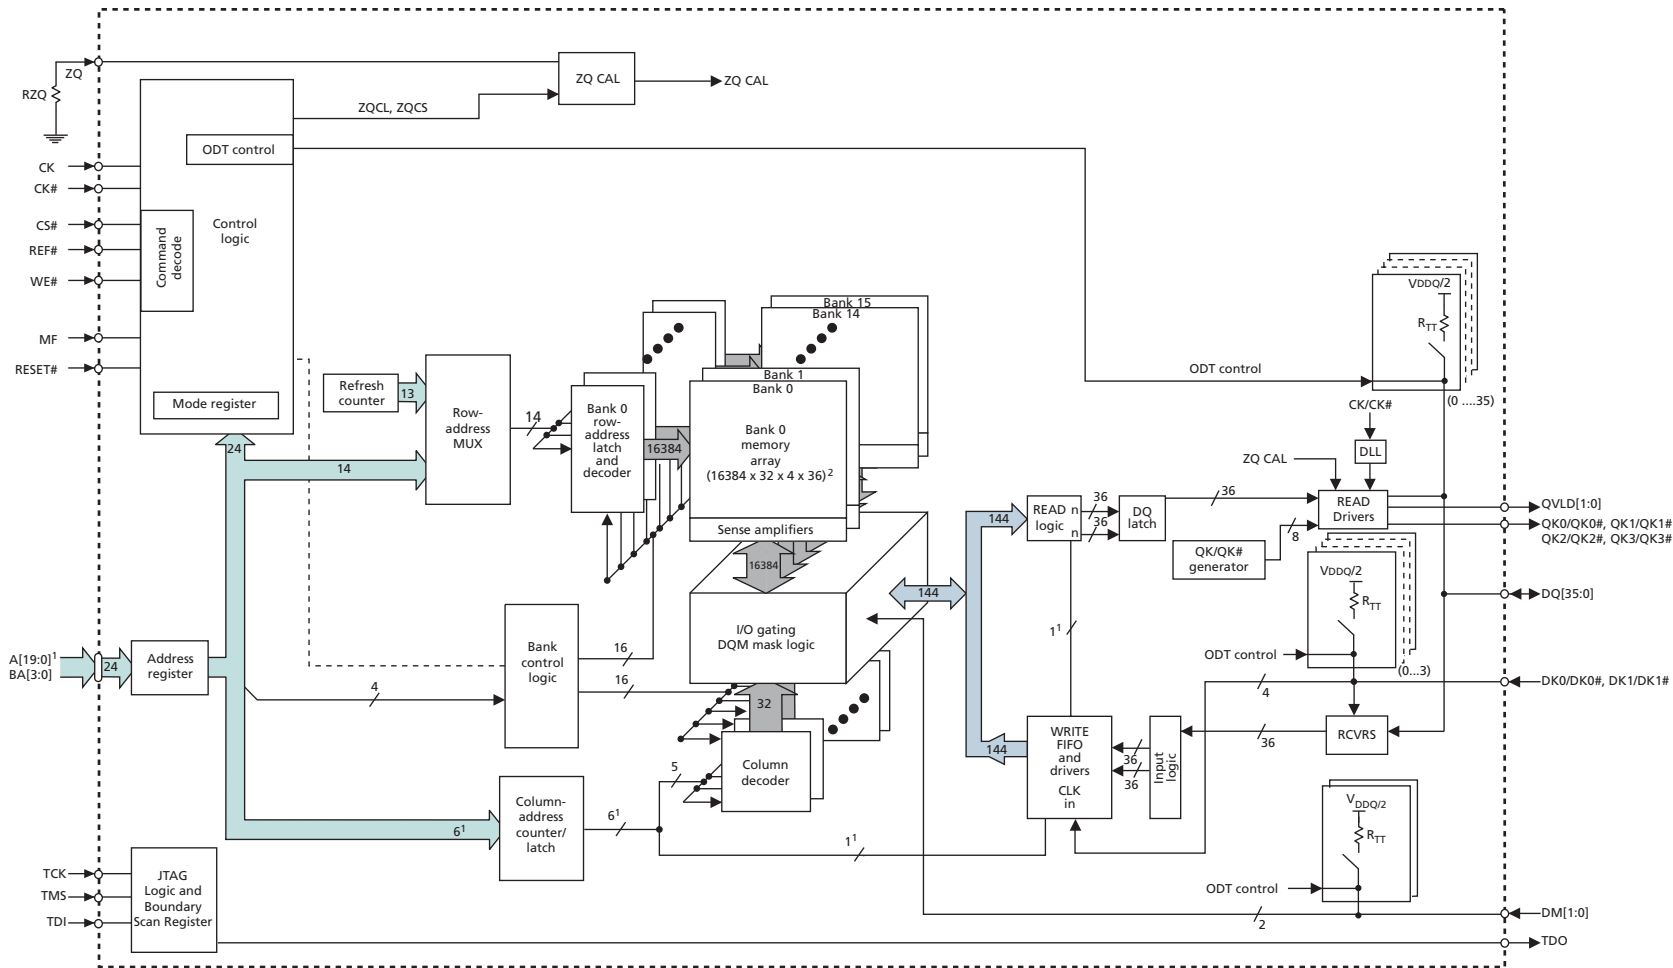 ZQ
RZQ
ZQ CAL
ZQ CAL
ZQCL, ZQCS
ODT control
CK
CK#
CS#
REF#
WE#
MF
RESET#
Command
decode
Control
logic
Mode register
24
14
Refresh
counter
13
Row-
address
MUX
14
Bank 0
row-
address
latch
and
decoder
16384
Bank 15
Bank 14
Bank 1
Bank 0
Bank 0
memory
array
(16384 x 32 x 4 x 36)²
Sense amplifiers
16384
I/O gating
DQM mask logic
144
144
144
READ
logic
n
n
36
36
DQ
latch
36
ZQ CAL
CK/CK#
DLL
READ
Drivers
8
QK/QK#
generator
ODT control
VDDQ/2
RTT
(0 ....35)
QVLD[1:0]
QK0/QK0#, QK1/QK1#
QK2/QK2#, QK3/QK3#
VDDQ/2
RTT
ODT control
(0...3)
DQ[35:0]
DK0/DK0#, DK1/DK1#
4
RCVRS
36
Input
logic
36
36
WRITE
FIFO
and
drivers
CLK
in
1¹
A[19:0]¹
BA[3:0]
24
Address
register
4
Bank
control
logic
16
16
32
Column
decoder
5
6¹
Column-
address
counter/
latch
6¹
1¹
VDDQ/2
RTT
ODT control
2
DM[1:0]
TCK
TMS
TDI
JTAG
Logic and
Boundary
Scan Register
TDO